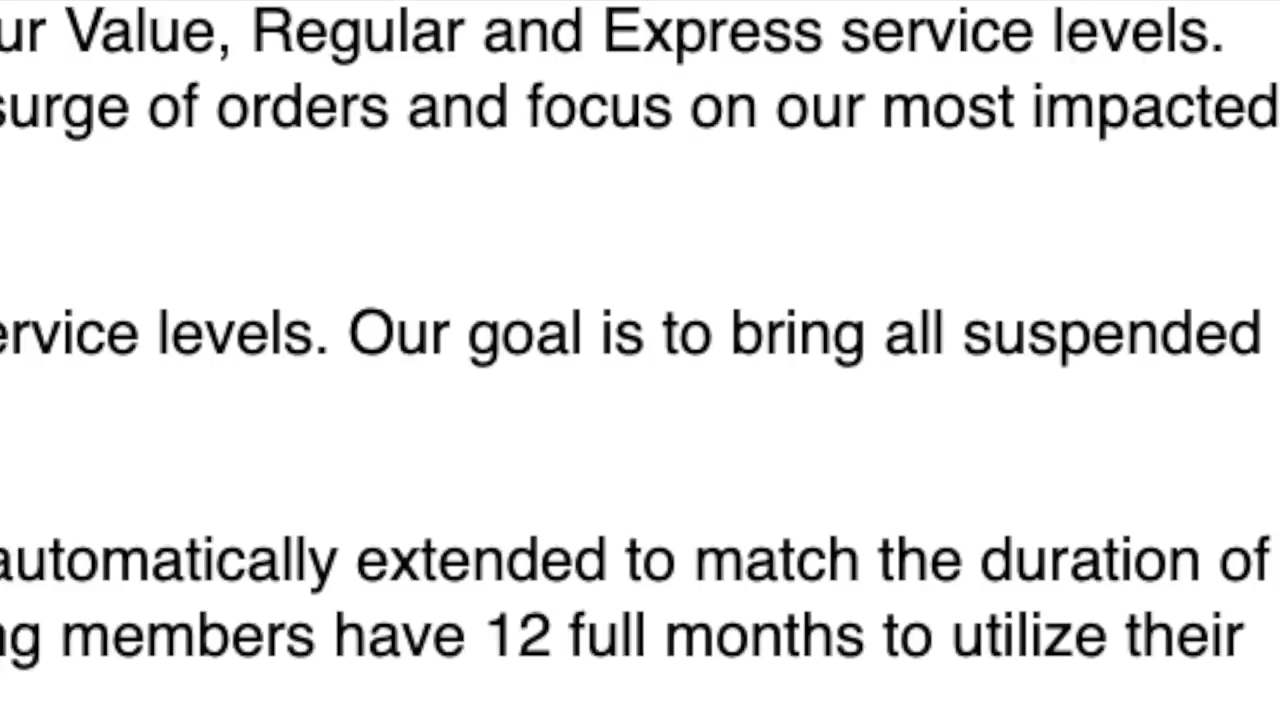 ur Value, Regular and Express service levels.
surge of orders and focus on our most impacted
ervice levels. Our goal is to bring all suspended
automatically extended to match the duration of
ng members have 12 full months to utilize their